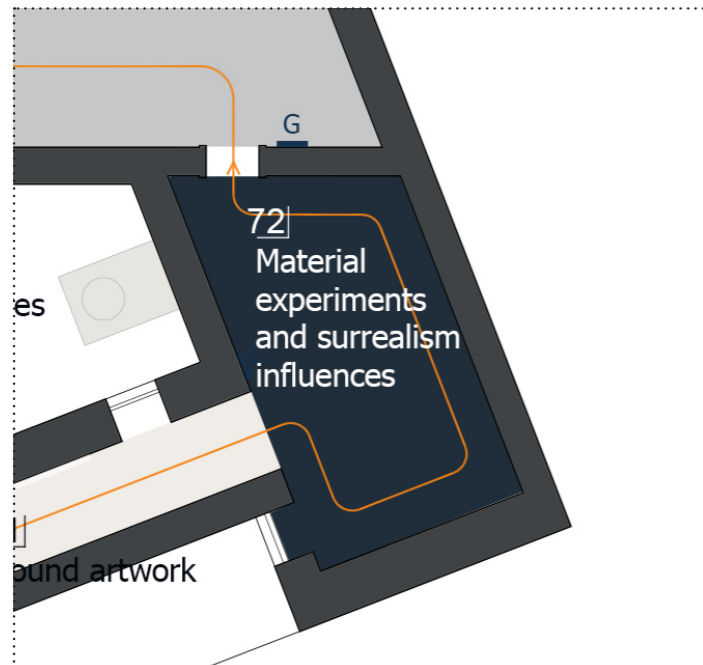 G
72
Material
experiments
and surrealism
influences
es
ound artwork